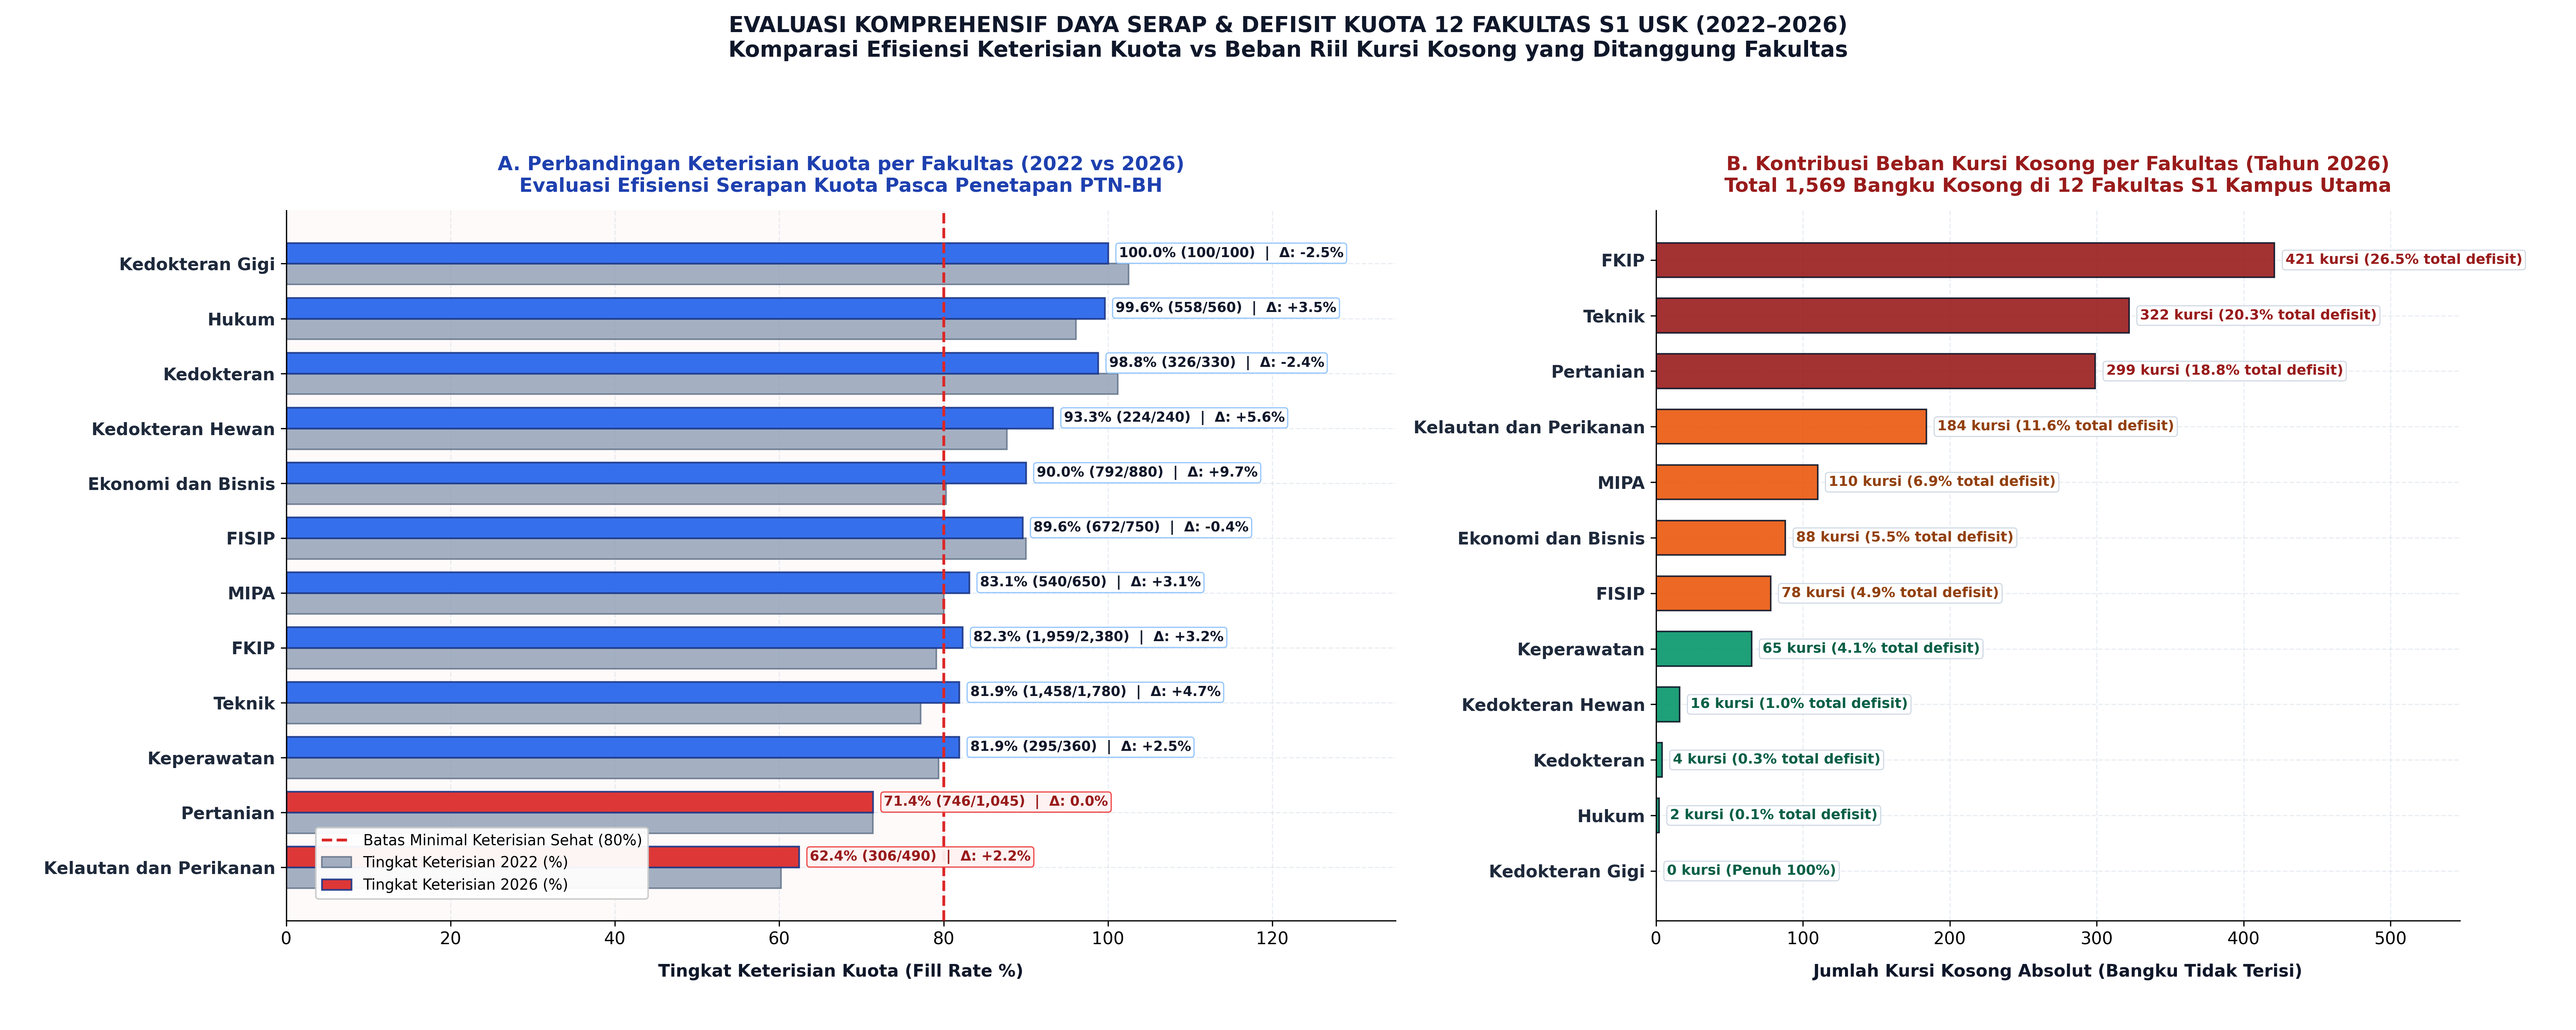 EVALUASI KOMPREHENSIF DAYA SERAP & DEFISIT KUOTA 12 FAKULTAS S1 USK (2022–2026)
Komparasi Efisiensi Keterisian Kuota vs Beban Riil Kursi Kosong yang Ditanggung Fakultas
A. Perbandingan Keterisian Kuota per Fakultas (2022 vs 2026)
Evaluasi Efisiensi Serapan Kuota Pasca Penetapan PTN-BH
Kedokteran Gigi
100.0% (100/100) | Δ: -2.5%
Hukum
99.6% (558/560) | Δ: +3.5%
Kedokteran
98.8% (326/330) | Δ: -2.4%
Kedokteran Hewan
93.3% (224/240) | Δ: +5.6%
Ekonomi dan Bisnis
90.0% (792/880) | Δ: +9.7%
FISIP
89.6% (672/750) | Δ: -0.4%
MIPA
83.1% (540/650) | Δ: +3.1%
FKIP
82.3% (1,959/2,380) | Δ: +3.2%
Teknik
81.9% (1,458/1,780) | Δ: +4.7%
Keperawatan
81.9% (295/360) | Δ: +2.5%
Pertanian
71.4% (746/1,045) | Δ: 0.0%
Kelautan dan Perikanan
62.4% (306/490) | Δ: +2.2%
Batas Minimal Keterisian Sehat (80%)
Tingkat Keterisian 2022 (%)
Tingkat Keterisian 2026 (%)
0 20 40 60 80 100 120
Tingkat Keterisian Kuota (Fill Rate %)
B. Kontribusi Beban Kursi Kosong per Fakultas (Tahun 2026)
Total 1,569 Bangku Kosong di 12 Fakultas S1 Kampus Utama
FKIP
421 kursi (26.5% total defisit)
Teknik
322 kursi (20.3% total defisit)
Pertanian
299 kursi (18.8% total defisit)
Kelautan dan Perikanan
184 kursi (11.6% total defisit)
MIPA
110 kursi (6.9% total defisit)
Ekonomi dan Bisnis
88 kursi (5.5% total defisit)
FISIP
78 kursi (4.9% total defisit)
Keperawatan
65 kursi (4.1% total defisit)
Kedokteran Hewan
16 kursi (1.0% total defisit)
Kedokteran
4 kursi (0.3% total defisit)
Hukum
2 kursi (0.1% total defisit)
Kedokteran Gigi
0 kursi (Penuh 100%)
0 100 200 300 400 500
Jumlah Kursi Kosong Absolut (Bangku Tidak Terisi)